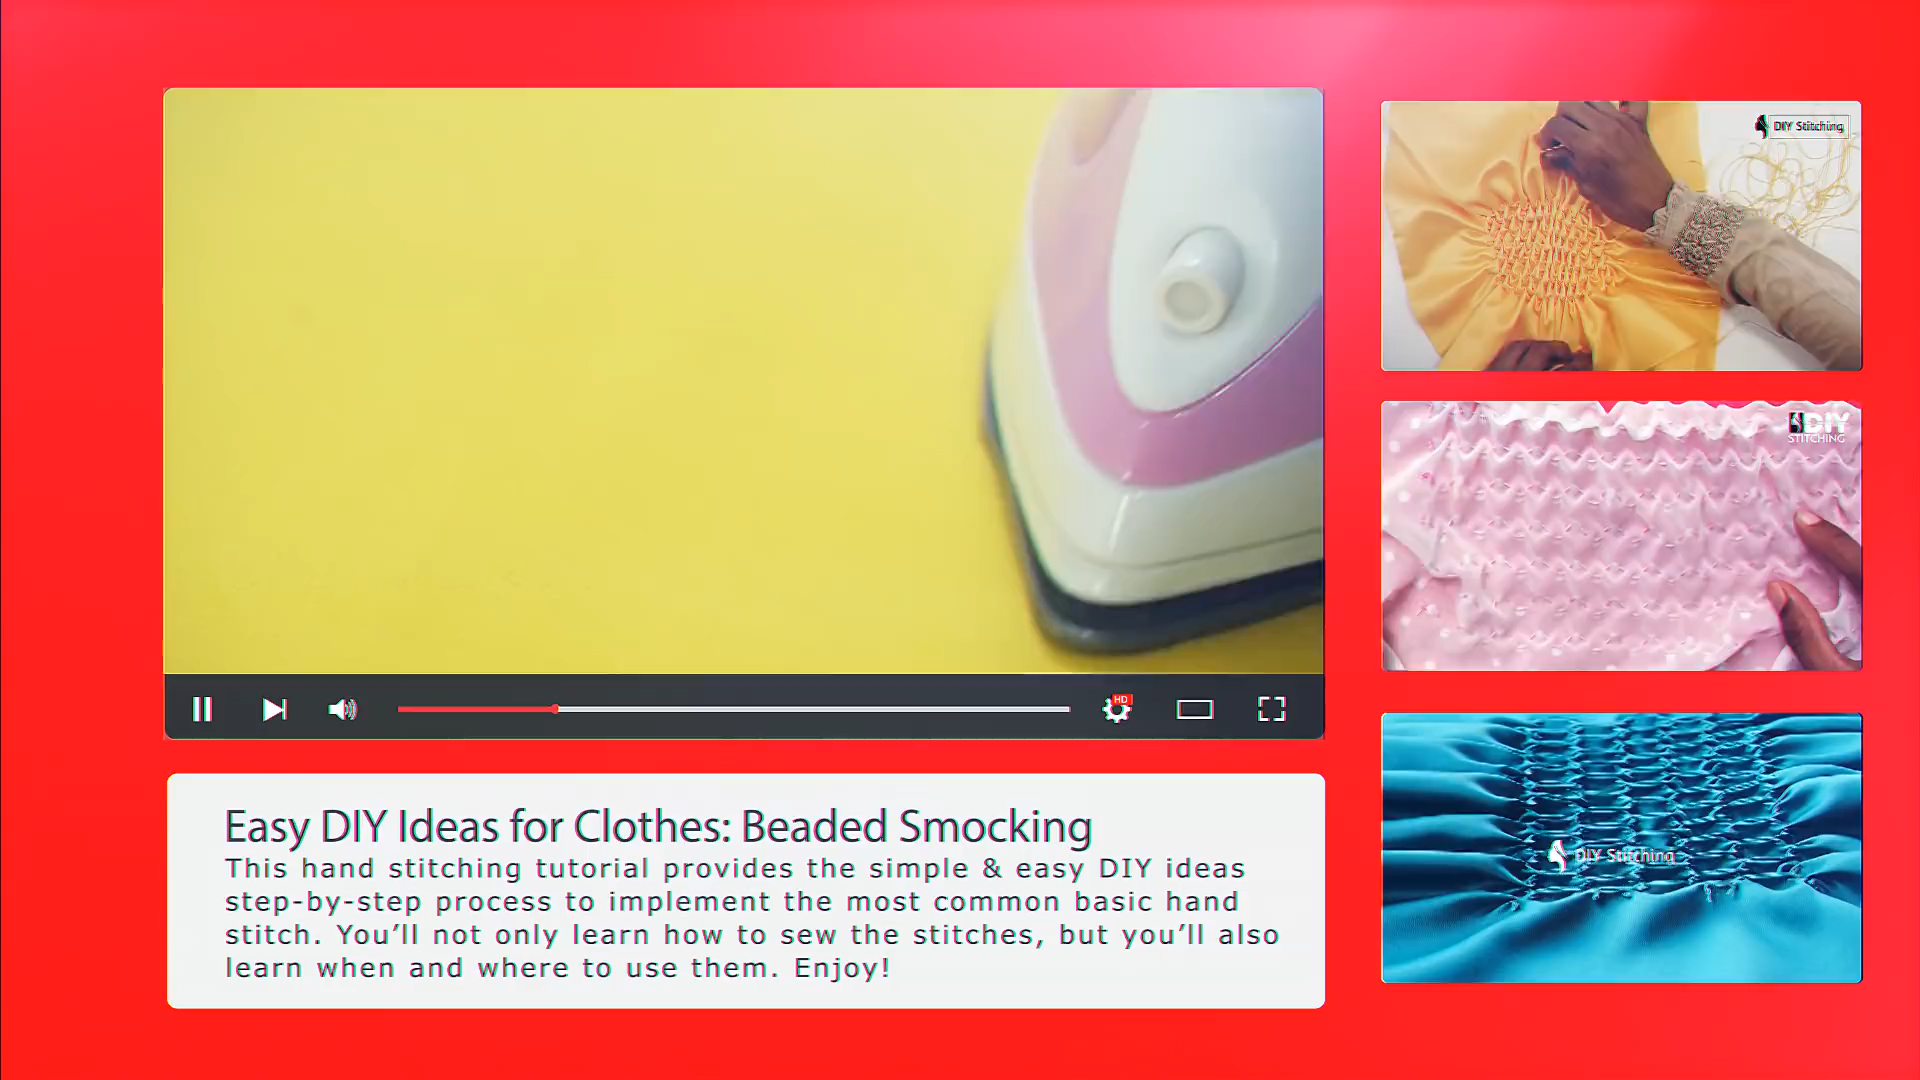 DIY Stitching
DIY
STITCHING
HD
DIY Stitching
Easy DIY Ideas for Clothes: Beaded Smocking
This hand stitching tutorial provides the simple & easy DIY ideas
step-by-step process to implement the most common basic hand
stitch. You’ll not only learn how to sew the stitches, but you’ll also
learn when and where to use them. Enjoy!